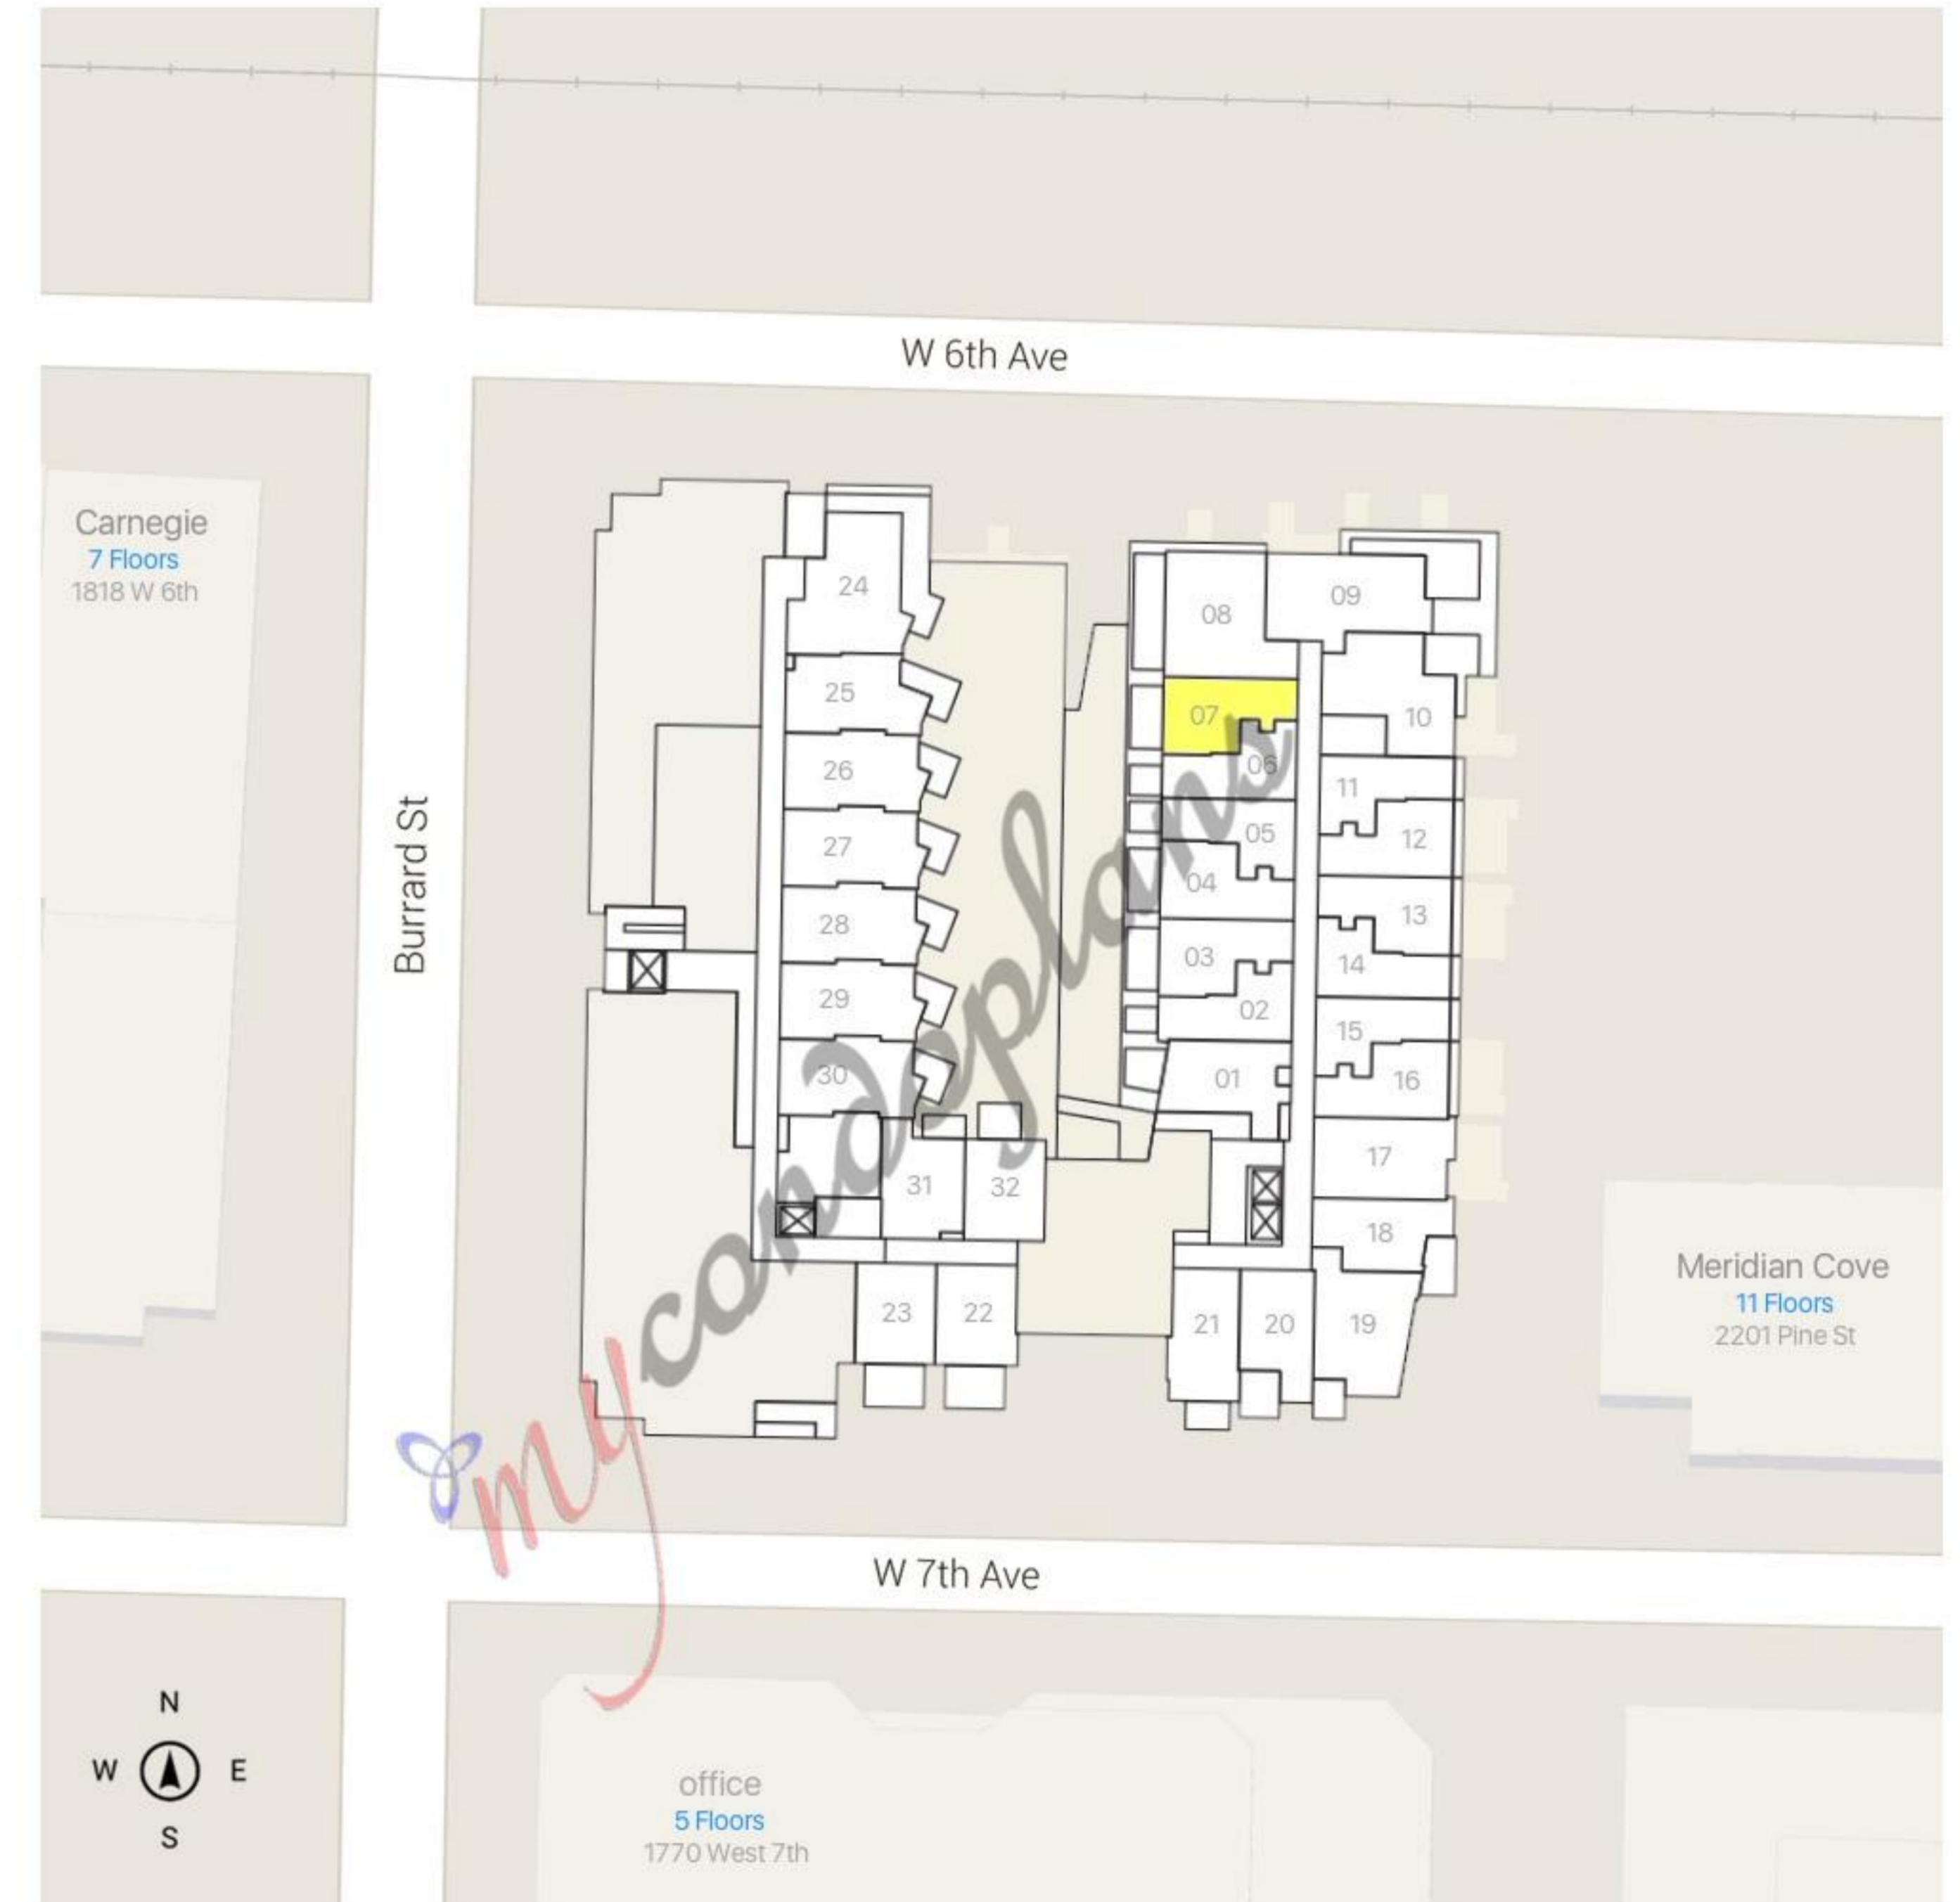 W 6th Ave
Carnegie
7 Floors
1818 W 6th
Burrard St
24
25
26
27
28
29
30
31
32
23
22
08
09
07
10
06
11
05
12
04
13
03
14
02
15
01
16
17
18
21
20
19
Meridian Cove
11 Floors
2201 Pine St
mycondoplans
W 7th Ave
N
W
E
S
office
5 Floors
1770 West 7th